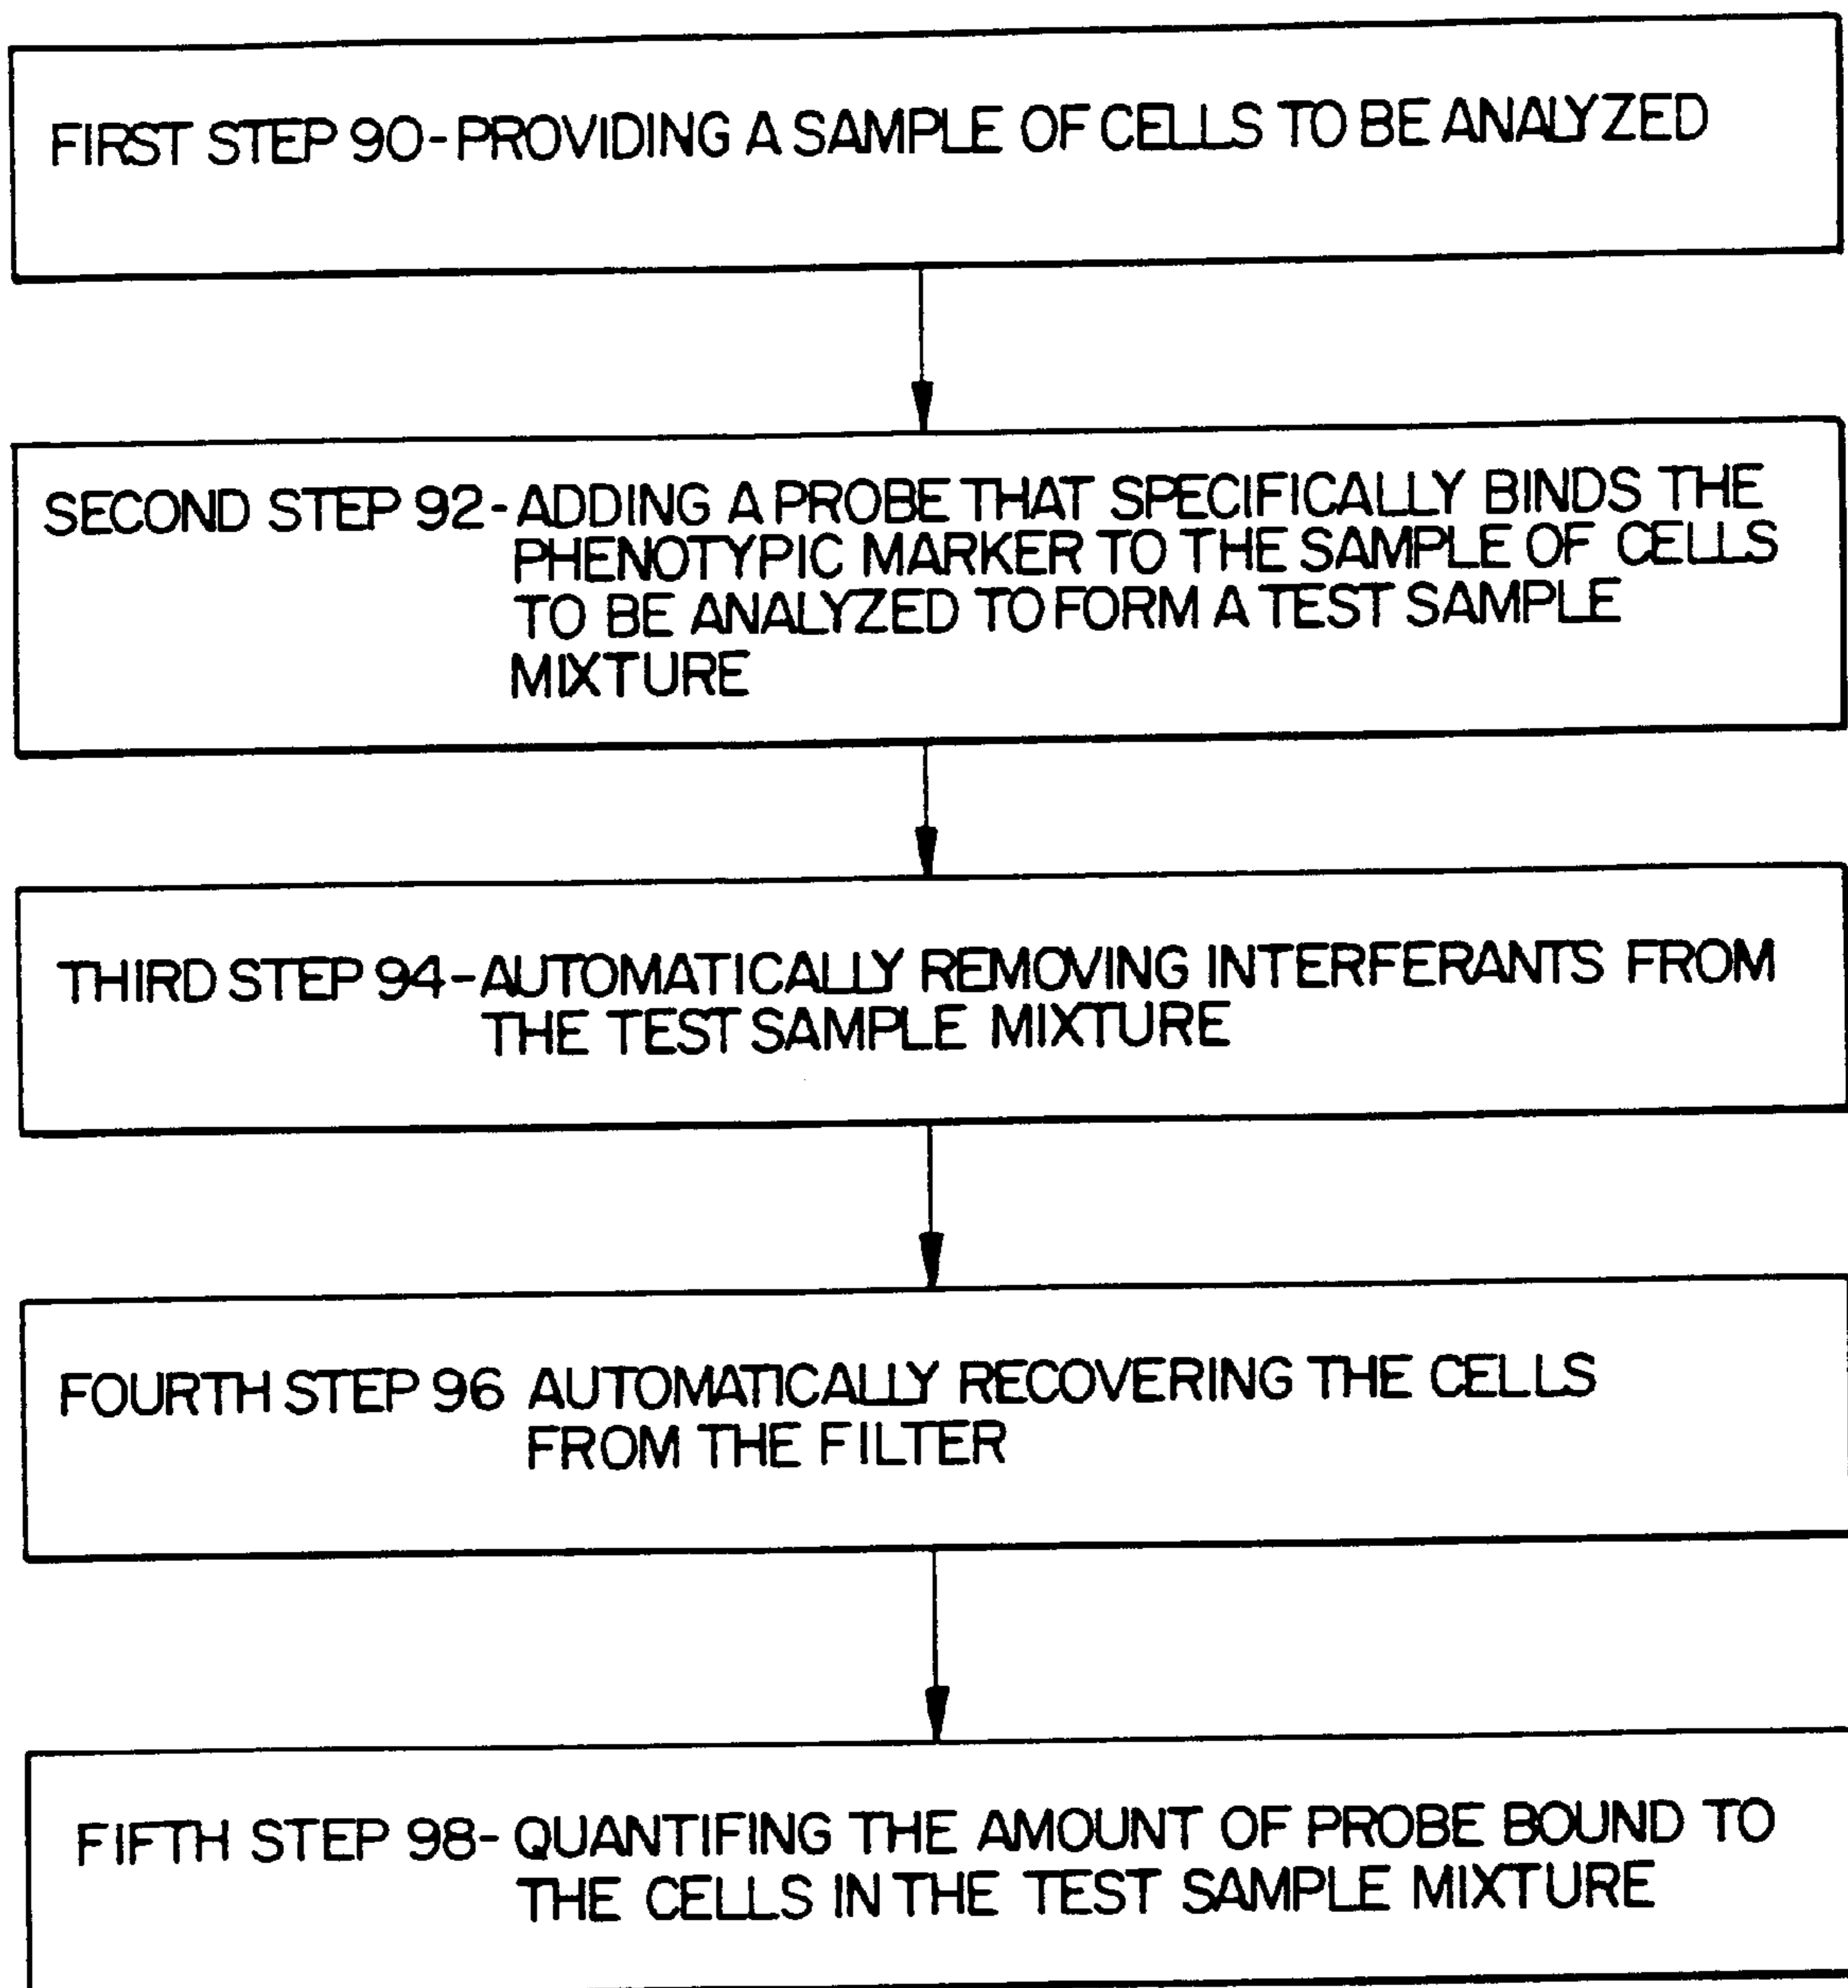 FIRST STEP 90-PROVIDING A SAMPLE OF CELLS TO BE ANALYZED
SECOND STEP 92-ADDING A PROBE THAT SPECIFICALLY BINDS THE
PHENOTYPIC MARKER TO THE SAMPLE OF CELLS
TO BE ANALYZED TO FORM A TEST SAMPLE
MIXTURE
THIRD STEP 94-AUTOMATICALLY REMOVING INTERFERANTS FROM
THE TEST SAMPLE MIXTURE
FOURTH STEP 96 AUTOMATICALLY RECOVERING THE CELLS
FROM THE FILTER
FIFTH STEP 98- QUANTIFING THE AMOUNT OF PROBE BOUND TO
THE CELLS IN THE TEST SAMPLE MIXTURE